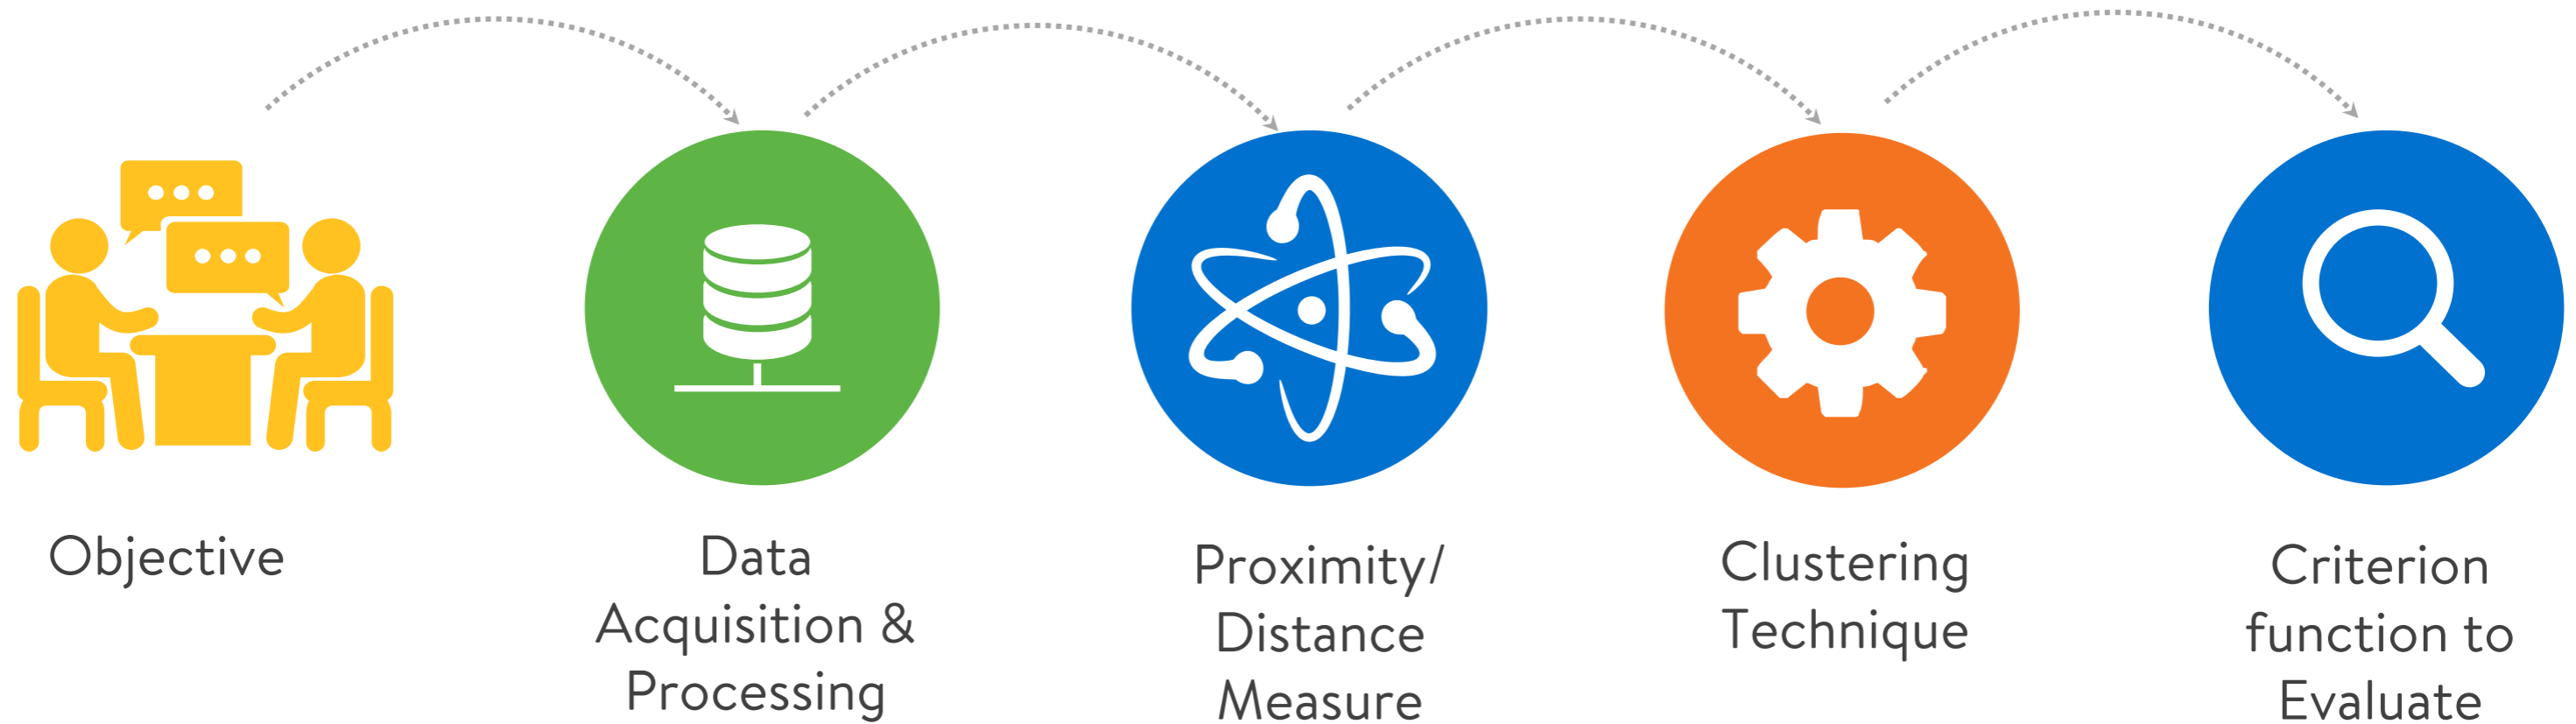 Objective
Data
Acquisition &
Processing
Proximity/
Distance
Measure
Clustering
Technique
Criterion
function to
Evaluate